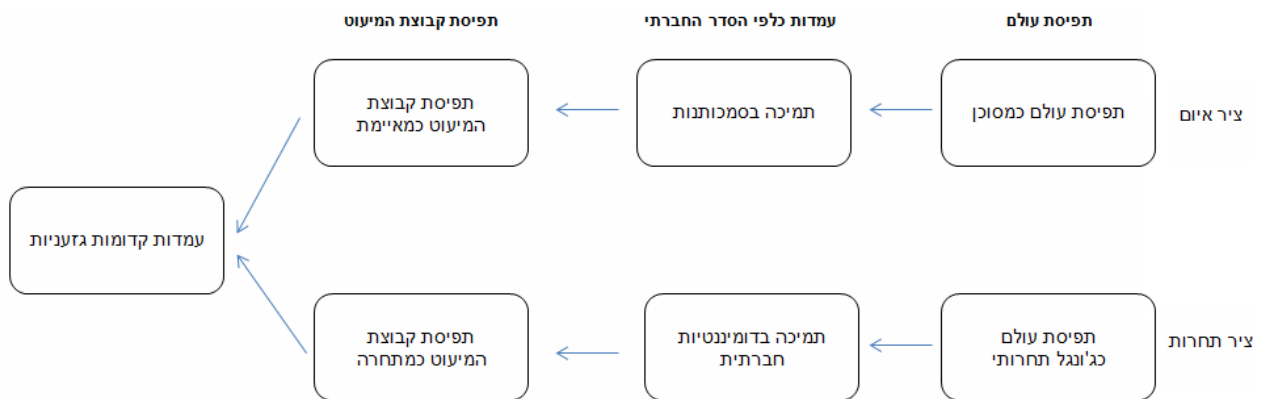 תפיסת עולם
עמדות כלפי הסדר החברתי
תפיסת קבוצת המיעוט
ציר איום
תפיסת עולם כמסוכן
תמיכה בסמכותנות
תפיסת קבוצת
המיעוט כמאיימת
עמדות קדומות גזעניות
ציר תחרות
תפיסת עולם
כג'ונגל תחרותי
תמיכה בדומיננטיות
חברתית
תפיסת קבוצת
המיעוט כמתחרה